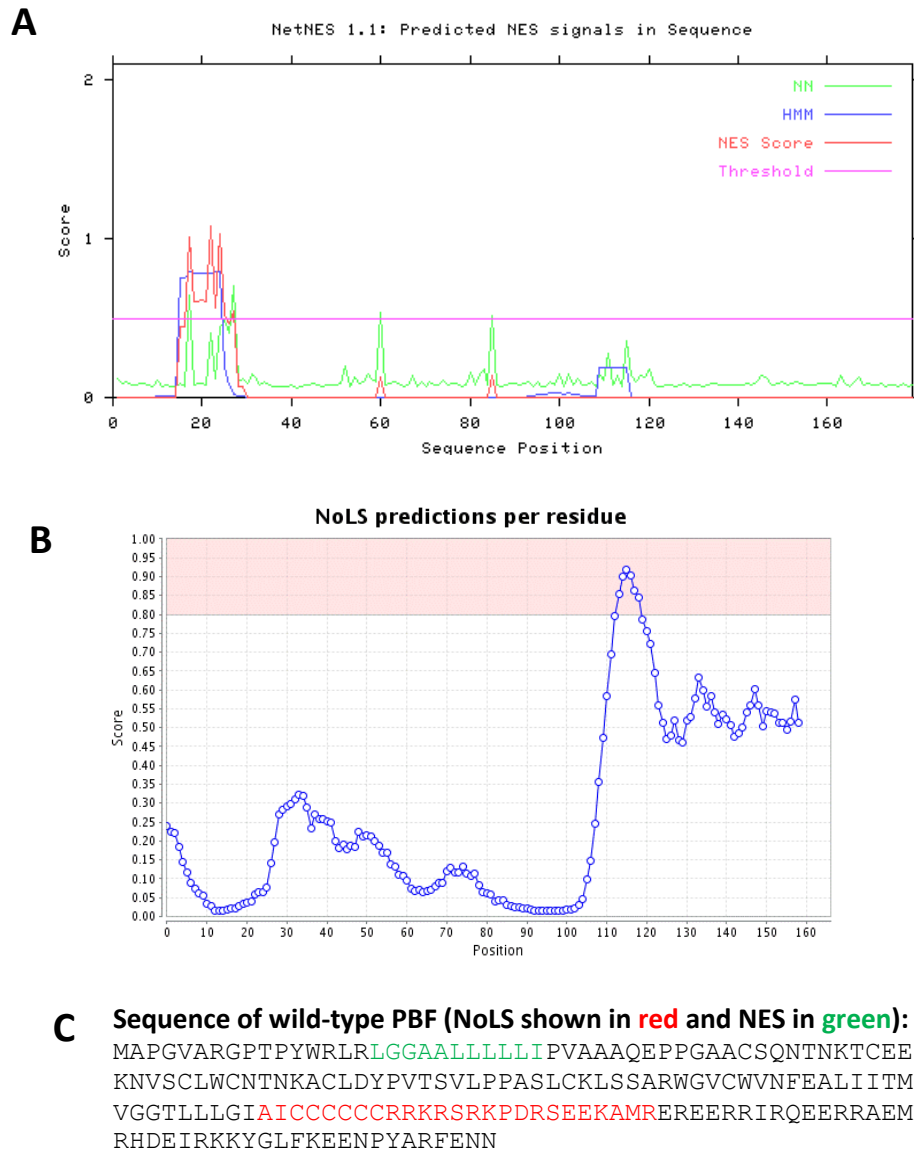 A
NetNES 1.1: Predicted NES signals in Sequence
2
1
0
Score
NN
HMM
NES Score
Threshold
0 20 40 60 80 100 120 140 160
Sequence Position
B
NoLS predictions per residue
1.00
0.95
0.90
0.85
0.80
0.75
0.70
0.65
0.60
0.55
0.50
0.45
0.40
0.35
0.30
0.25
0.20
0.15
0.10
0.05
0.00
Score
0 10 20 30 40 50 60 70 80 90 100 110 120 130 140 150 160
Position
C
Sequence of wild-type PBF (NoLS shown in red and NES in green):
MAPGVARGPTPYWRLRLGGAALLLLLIPVAAAQEPPGAACSQNTNKTCEE
KNVSCLWCNTNKACLDYPVTSVLPPASLCKLSSARWGVCWVNFEALIITM
VGGTLLLGIAICCCCCCRRKRSRKPDRSEEKAMREREERRIRQEERRAEM
RHDEIRKKYGLFKEENPYARFENN